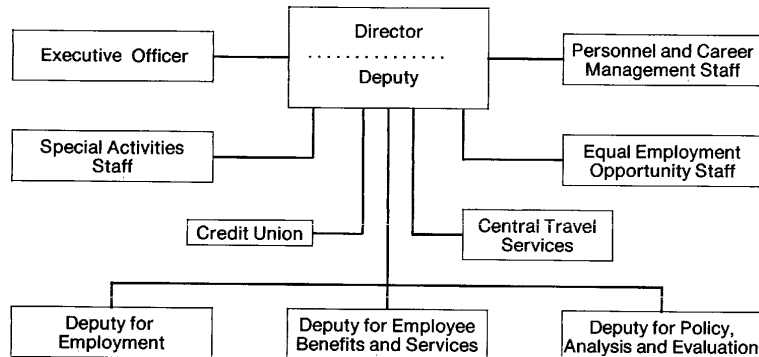 Director
Deputy
Executive Officer
Personnel and Career
Management Staff
Special Activities
Staff
Equal Employment
Opportunity Staff
Credit Union
Central Travel
Services
Deputy for
Employment
Deputy for Employee
Benefits and Services
Deputy for Policy,
Analysis and Evaluation